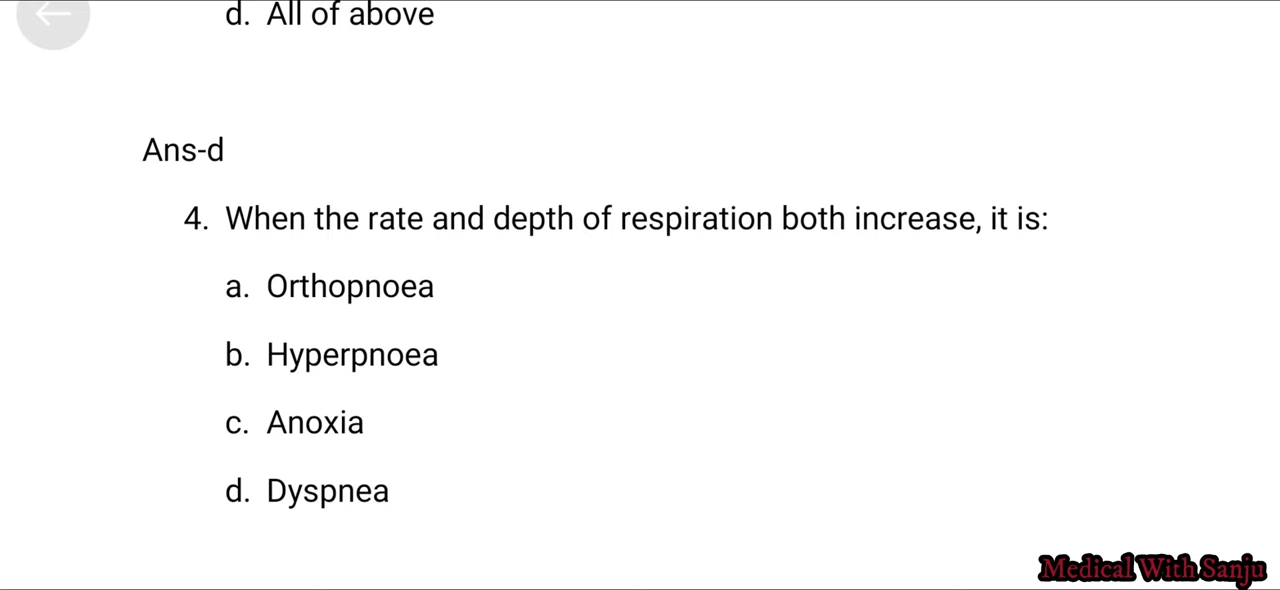 d. All of above
Ans-d
4. When the rate and depth of respiration both increase, it is:
a. Orthopnoea
b. Hyperpnoea
c. Anoxia
d. Dyspnea
Medical With Sanju